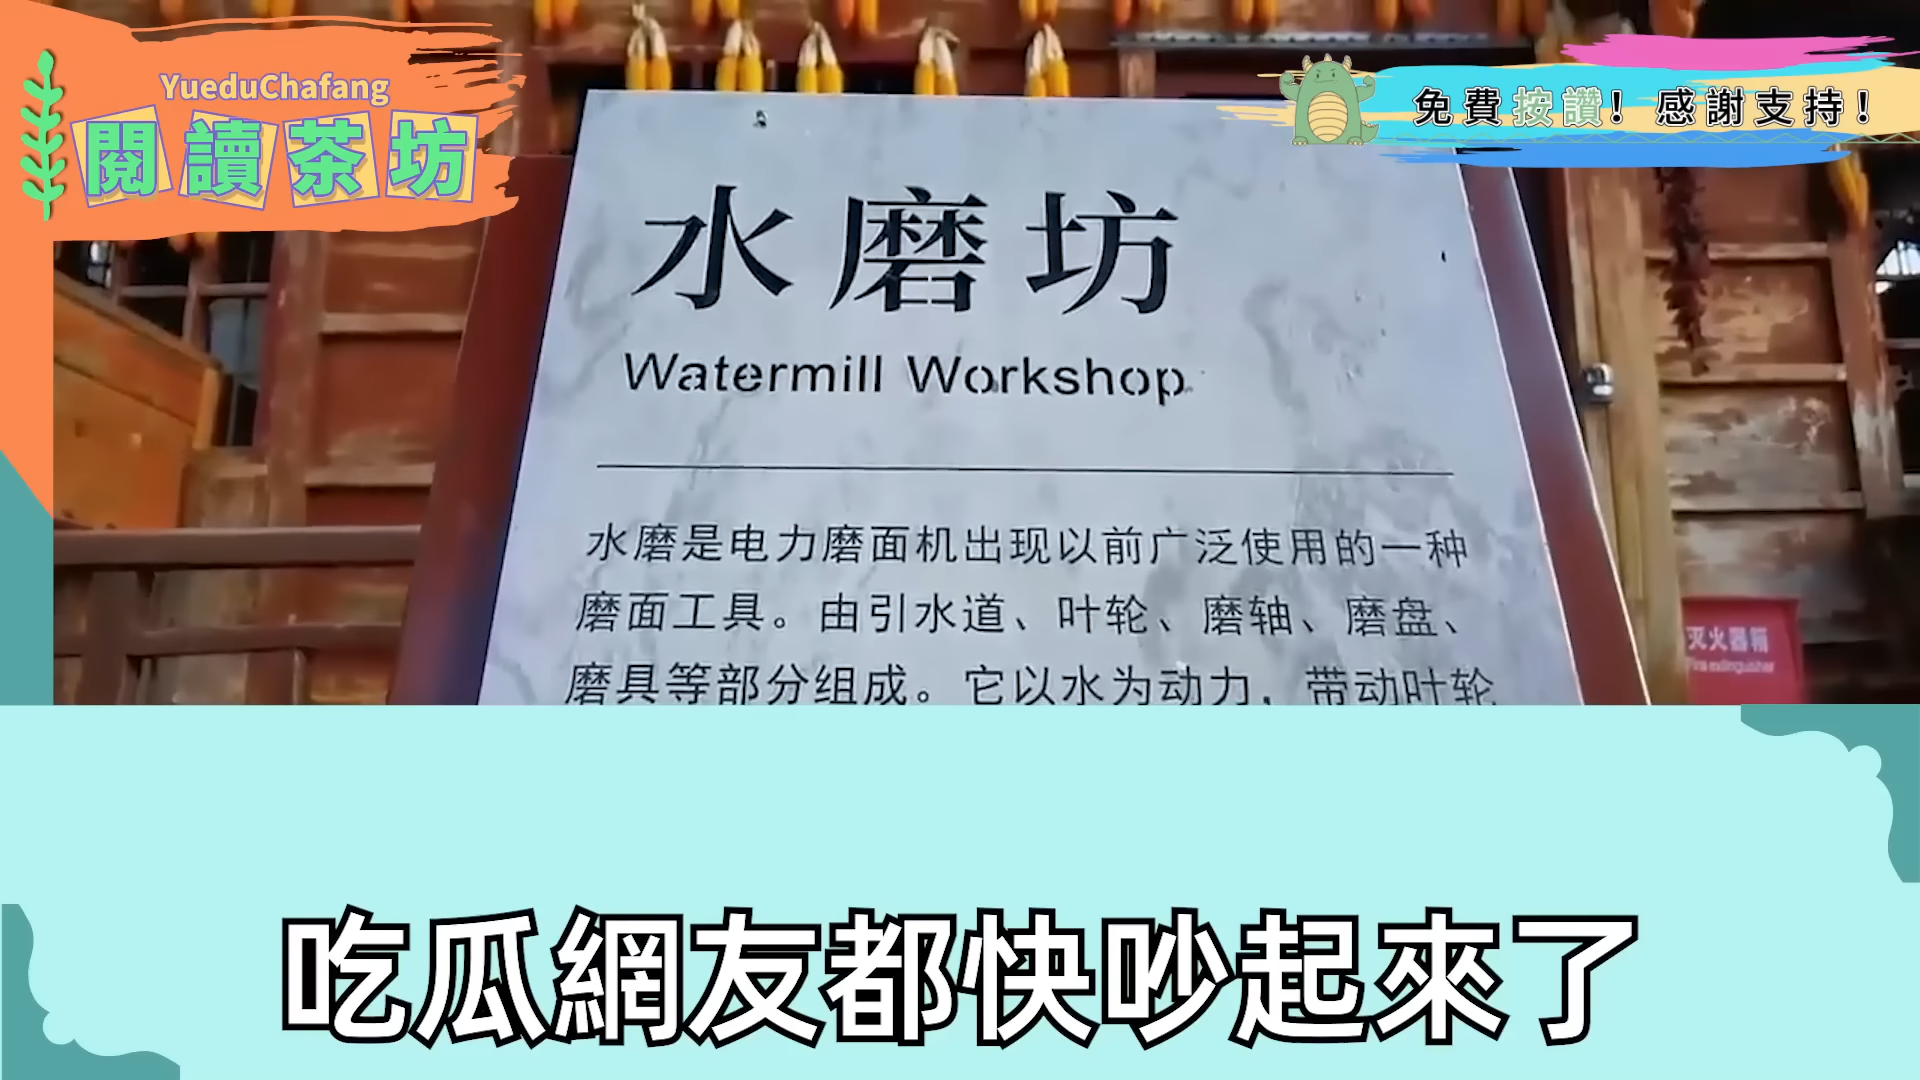 YueduChafang
閱讀茶坊
免費按讚！感謝支持！
水磨坊
Watermill Workshop
水磨是电力磨面机出现以前广泛使用的一种
磨面工具。由引水道、叶轮、磨轴、磨盘、
磨具等部分组成。它以水为动力，带动叶轮
灭火器箱
Fire extinguisher
吃瓜網友都快吵起來了